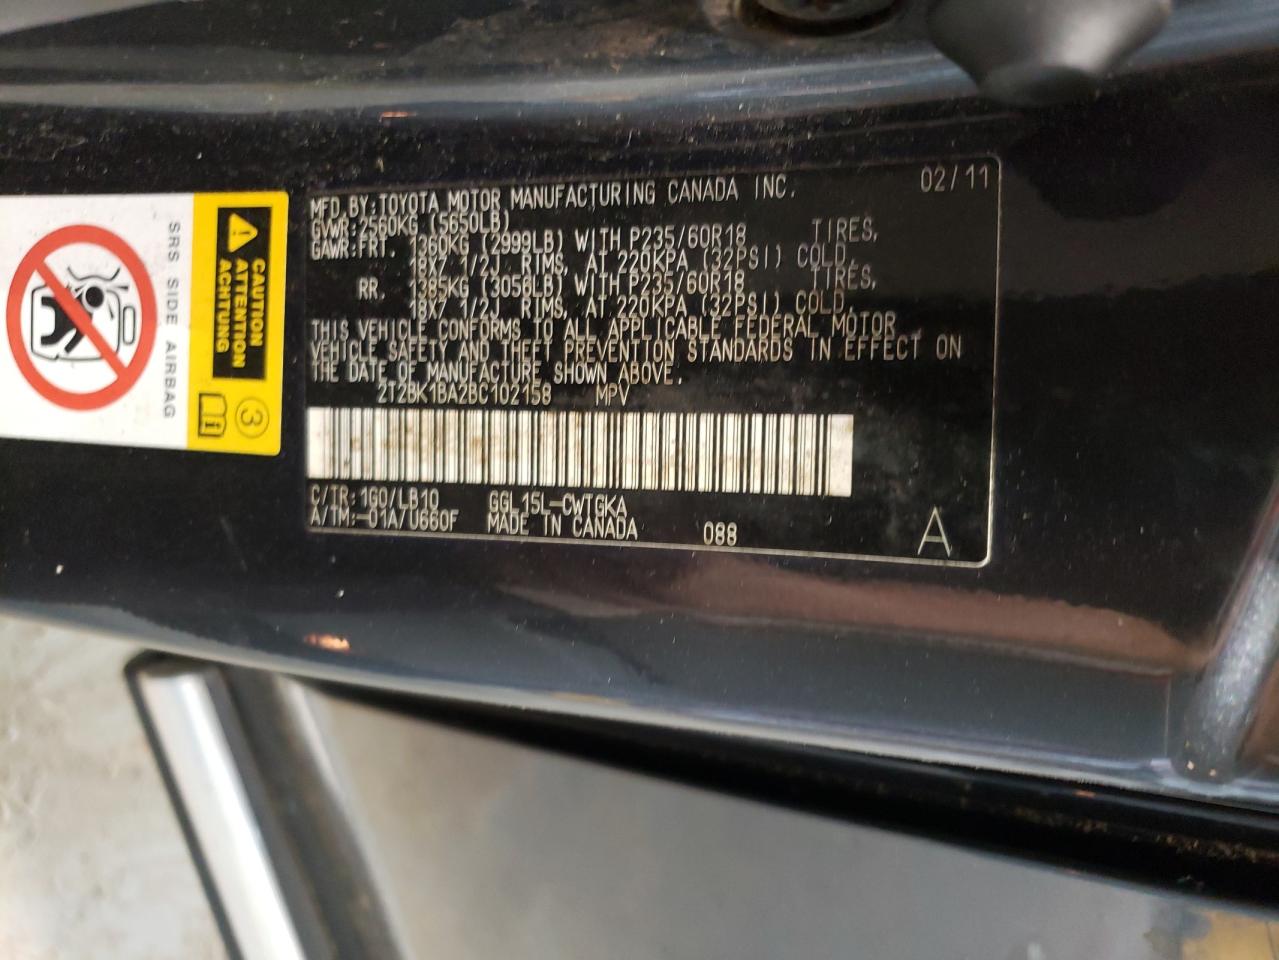 MFD.BY:TOYOTA MOTOR MANUFACTURING CANADA INC. 02/11
GVWR:2560KG (5650LB)
GAWR:FRT. 1360KG (2999LB) WITH P235/60R18 TIRES,
18X7 1/2J RIMS, AT 220KPA (32PSI) COLD,
RR. 1385KG (3058LB) WITH P235/60R18 TIRES,
18X7 1/2J RIMS, AT 220KPA (32PSI) COLD,
THIS VEHICLE CONFORMS TO ALL APPLICABLE FEDERAL MOTOR
VEHICLE SAFETY AND THEFT PREVENTION STANDARDS IN EFFECT ON
THE DATE OF MANUFACTURE SHOWN ABOVE.
2T2BK1BA2BC102158 MPV
C/TR:1G0/LB10 GGL15L-CWTGKA
A/TM:-01A/U660F MADE IN CANADA 088 A
SRS SIDE AIRBAG
CAUTION
ATTENTION
ACHTUNG
3